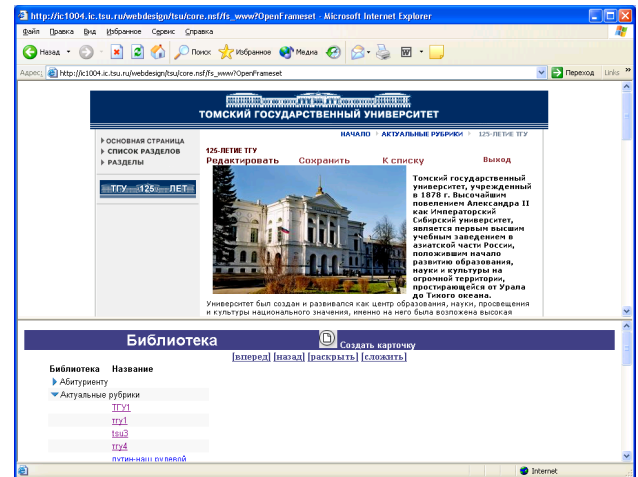 http://ic1004.ic.tsu.ru/webdesign/tsu/core.nsf/fs_www?OpenFrameset - Microsoft Internet Explorer
Файл Правка Вид Избранное Сервис Справка
Назад Поиск Избранное Медиа
Адрес: http://ic1004.ic.tsu.ru/webdesign/tsu/core.nsf/fs_www?OpenFrameset Переход Links »
ТОМСКИЙ ГОСУДАРСТВЕННЫЙ УНИВЕРСИТЕТ
НАЧАЛО АКТУАЛЬНЫЕ РУБРИКИ 125-ЛЕТИЕ ТГУ
ОСНОВНАЯ СТРАНИЦА
СПИСОК РАЗДЕЛОВ
РАЗДЕЛЫ
ТГУ 125 ЛЕТ
125-ЛЕТИЕ ТГУ
Редактировать Сохранить К списку Выход
Томский государственный
университет, учрежденный
в 1878 г. Высочайшим
повелением Александра II
как Императорский
Сибирский университет,
является первым высшим
учебным заведением в
азиатской части России,
положившим начало
развитию образования,
науки и культуры на
огромной территории,
простирающейся от Урала
до Тихого океана.
Университет был создан и развивался как центр образования, науки, просвещения
и культуры национального значения, именно на него была возложена высокая
Библиотека Создать карточку
[вперед] [назад] [раскрыть] [сложить]
Библиотека Название
Абитуриенту
Актуальные рубрики
ТГУ1
тгу1
tsu3
тгу4
путин-наш рулевой
Internet